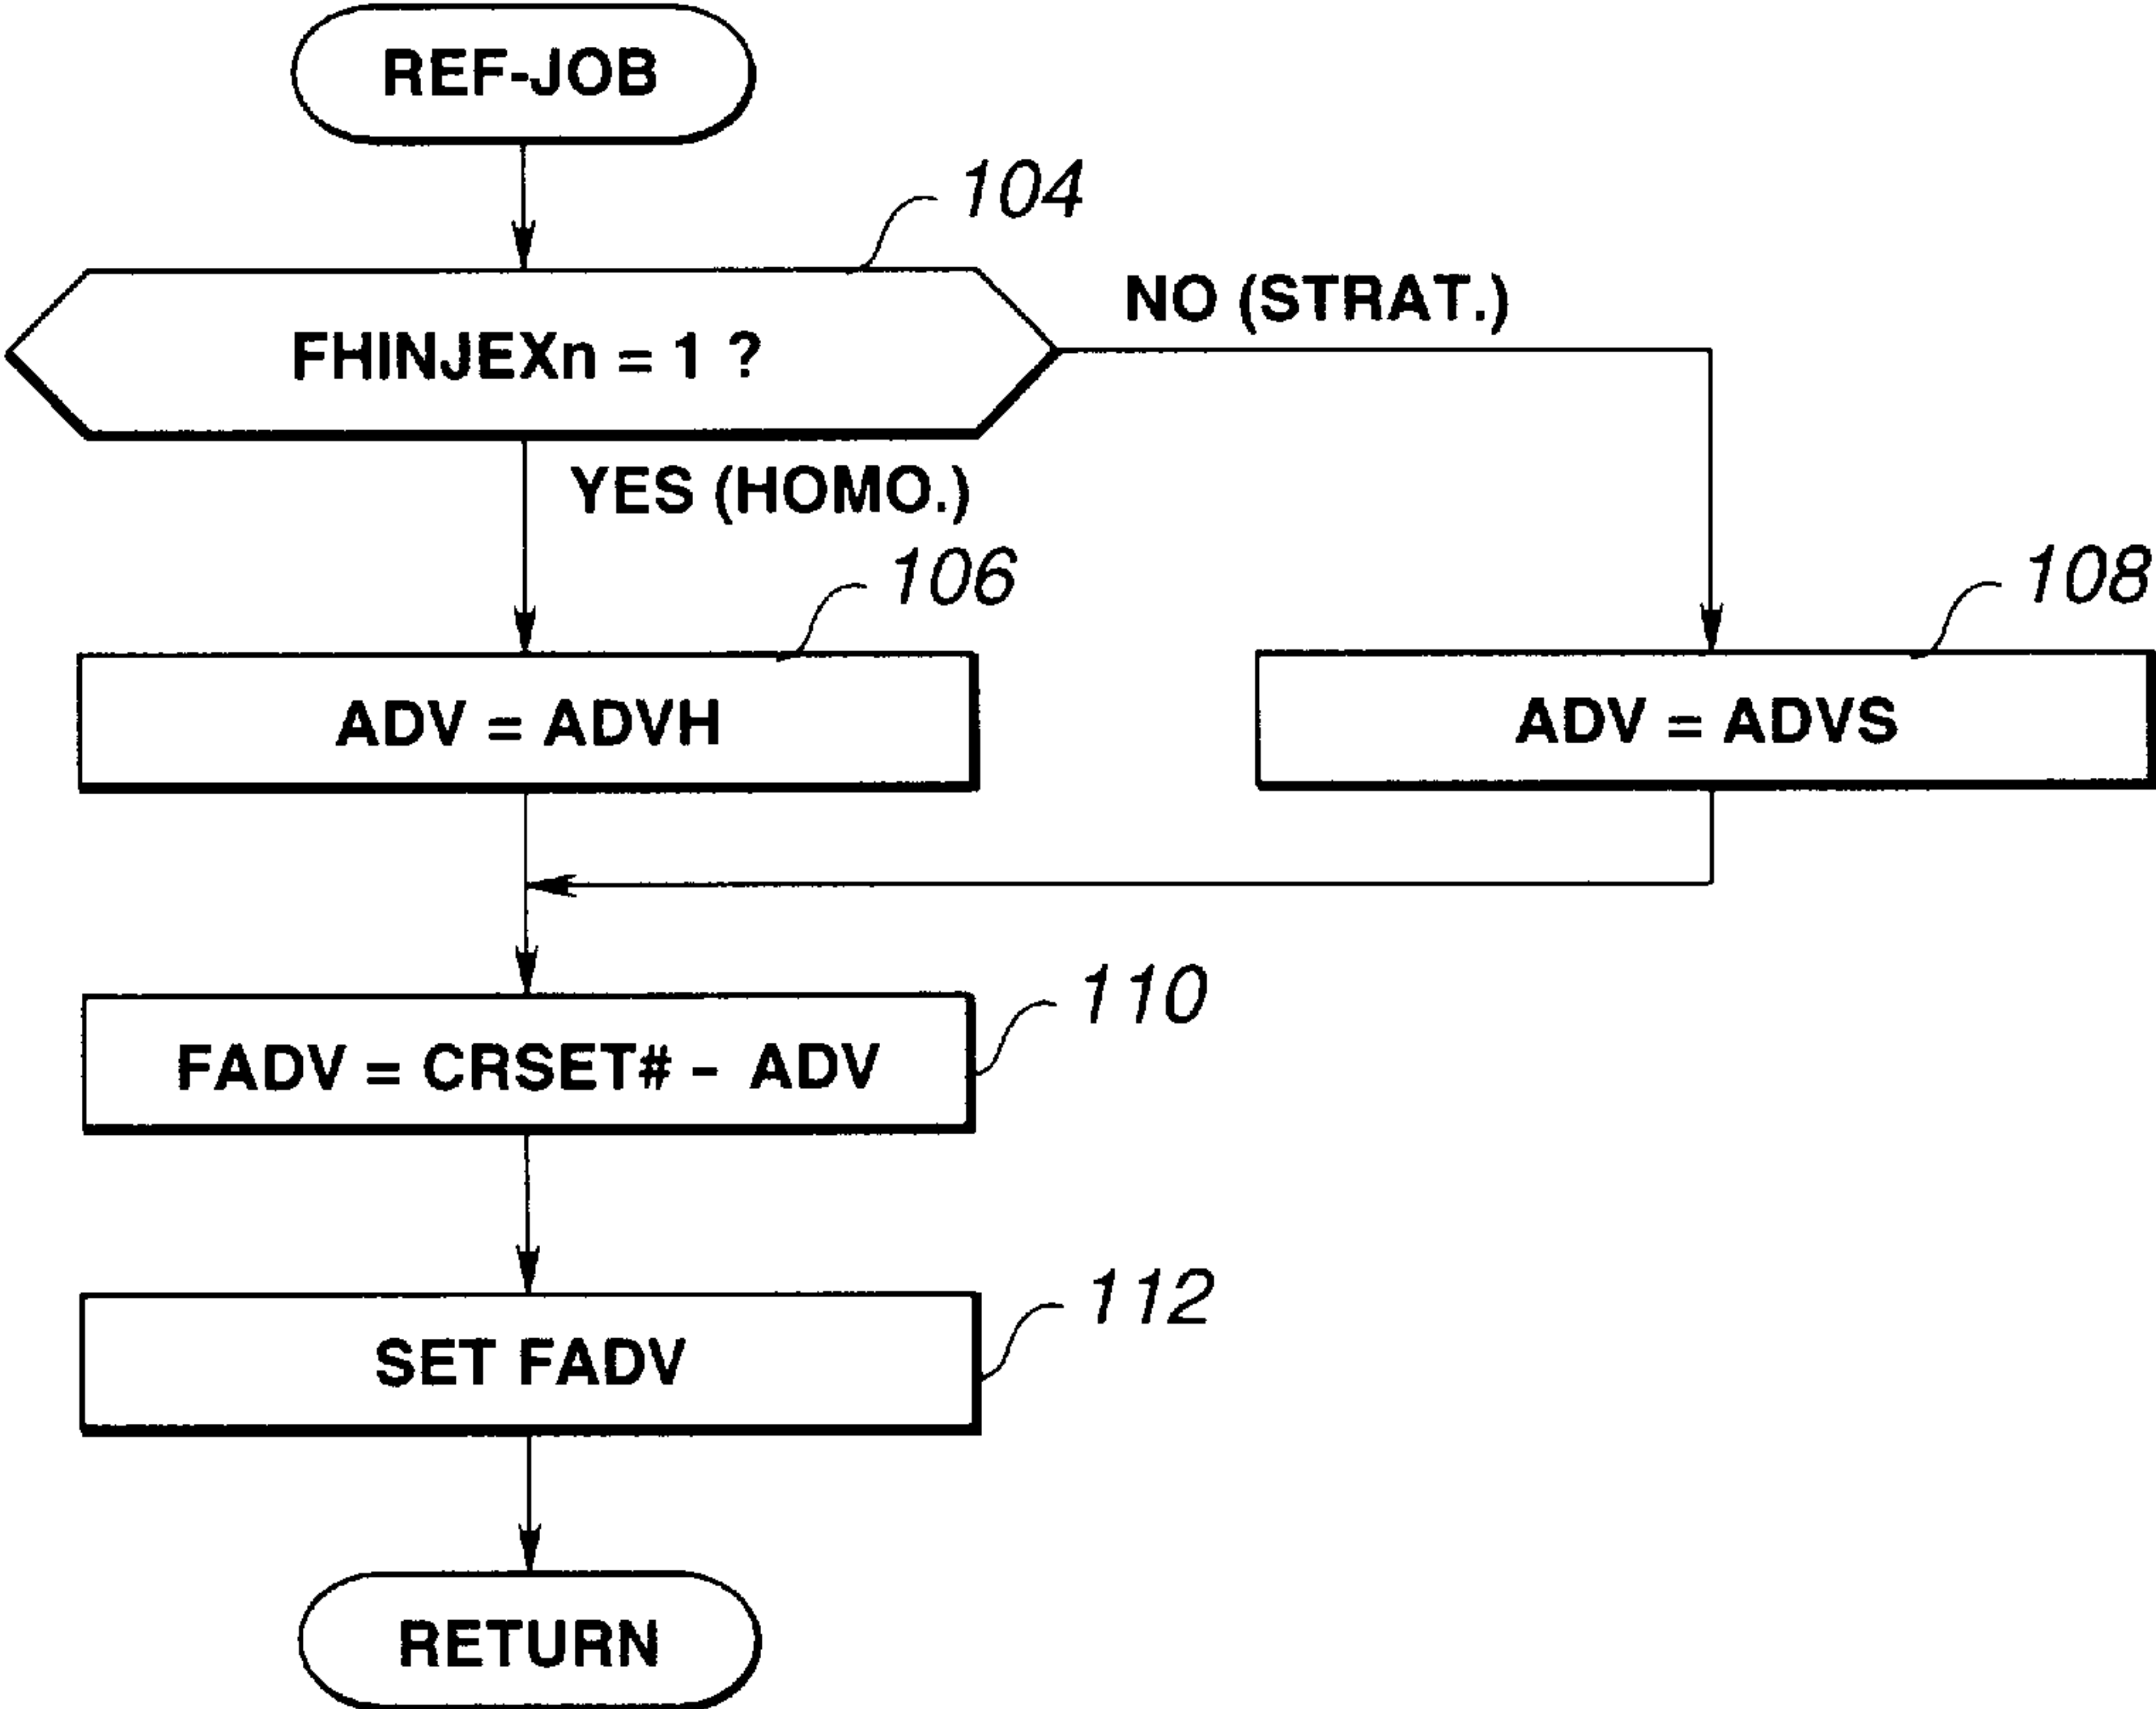 REF-JOB
104
NO (STRAT.)
FHINJEXn = 1 ?
YES (HOMO.)
106
108
ADV = ADVH
ADV = ADVS
110
FADV = CRSET# - ADV
112
SET FADV
RETURN